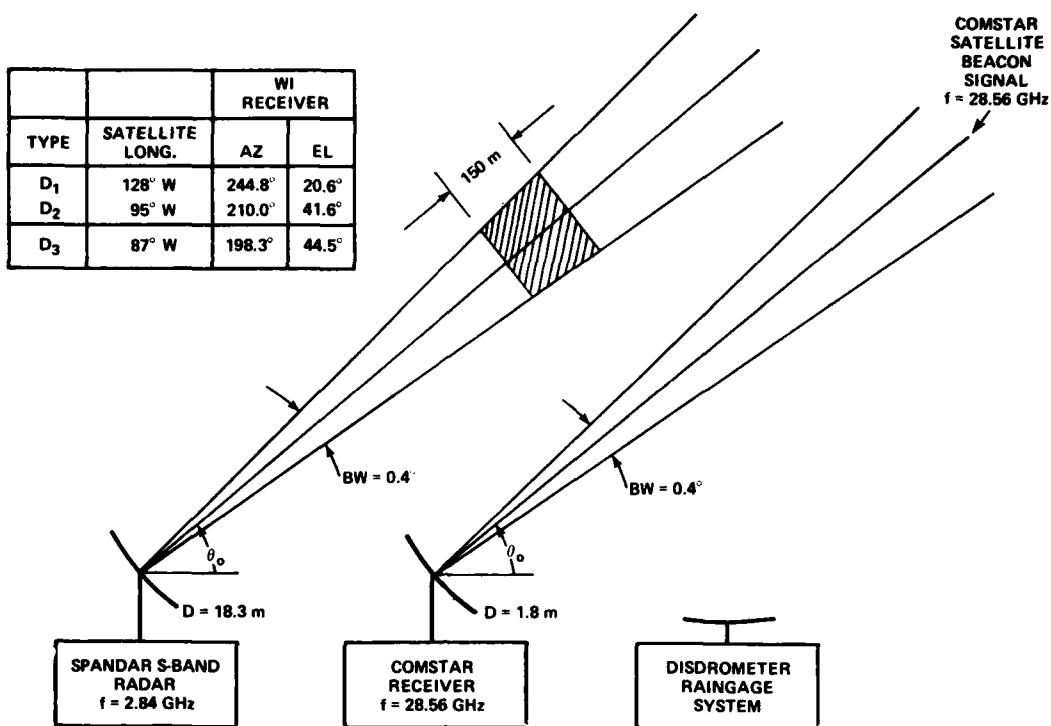 COMSTAR
SATELLITE
BEACON
SIGNAL
f = 28.56 GHz
WI
RECEIVER
TYPE SATELLITE LONG. AZ EL
D1 128° W 244.8° 20.6°
D2 95° W 210.0° 41.6°
D3 87° W 198.3° 44.5°
150 m
BW = 0.4°
BW = 0.4°
θo
θo
D = 18.3 m
D = 1.8 m
SPANDAR S-BAND
RADAR
f = 2.84 GHz
COMSTAR
RECEIVER
f = 28.56 GHz
DISDROMETER
RAINGAGE
SYSTEM